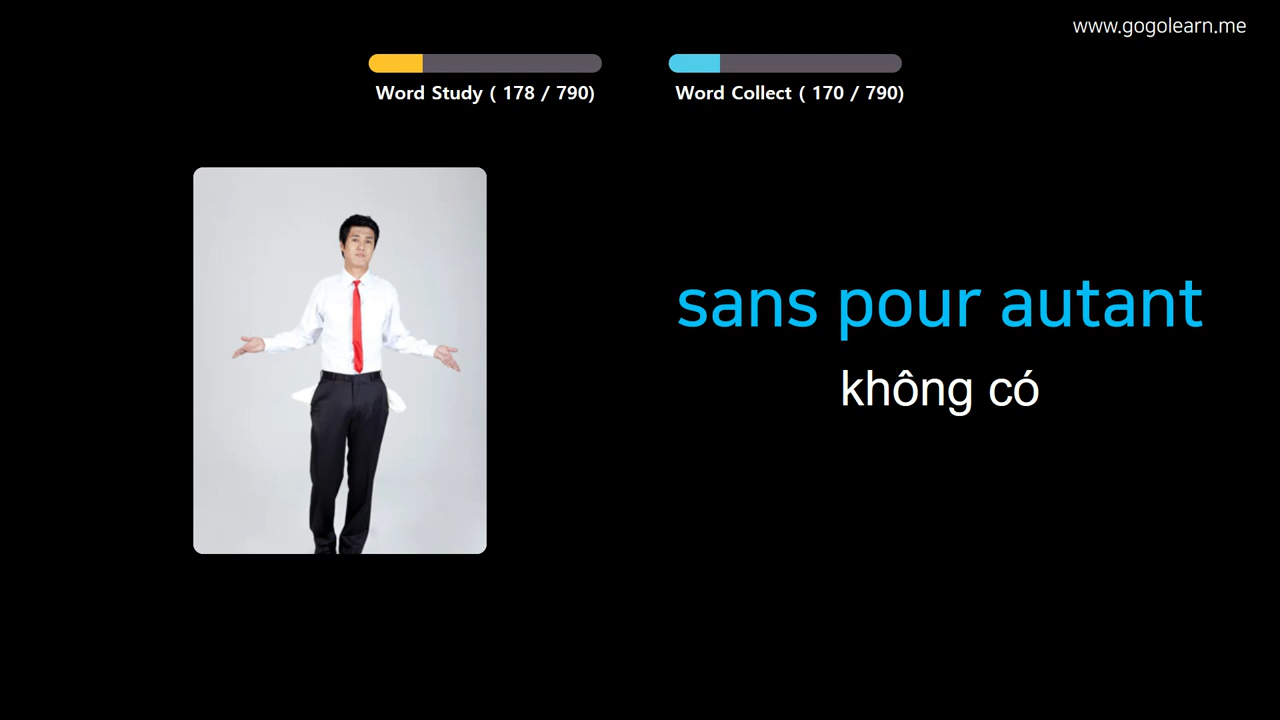 www.gogolearn.me
Word Study ( 178 / 790)
Word Collect ( 170 / 790)
sans pour autant
không có